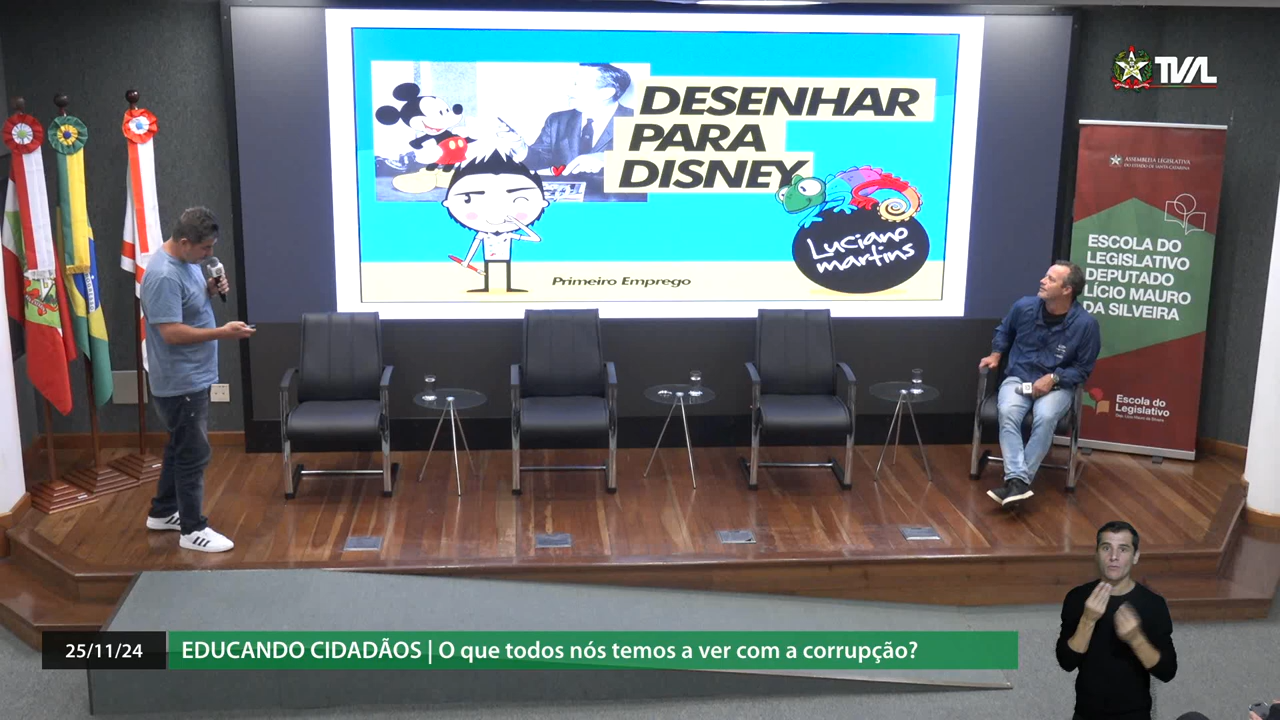 DESENHAR
PARA
DISNEY
Luciano
martins
Primeiro Emprego
TVAL
ASSEMBLEIA LEGISLATIVA
DO ESTADO DE SANTA CATARINA
ESCOLA DO
LEGISLATIVO
DEPUTADO
LÍCIO MAURO
DA SILVEIRA
Escola do
Legislativo
25/11/24
EDUCANDO CIDADÃOS | O que todos nós temos a ver com a corrupção?